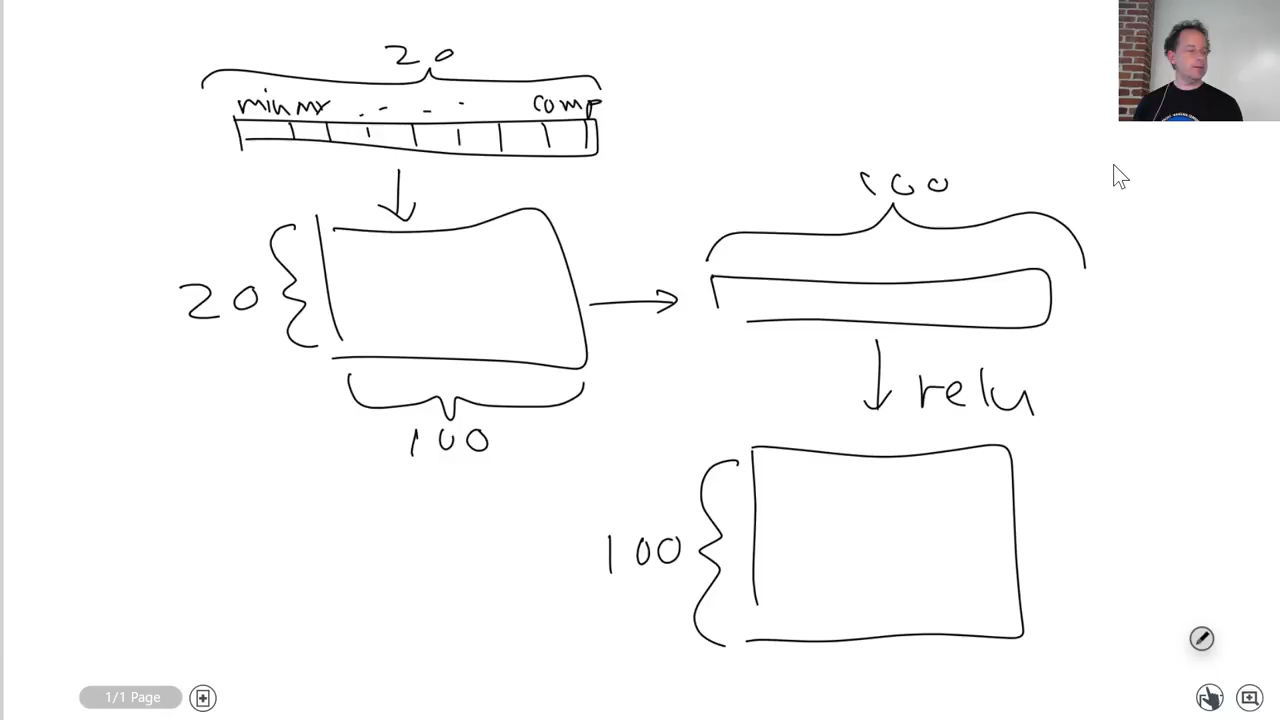 20
min mx . . - . comp
100
20
relu
100
100
1/1 Page